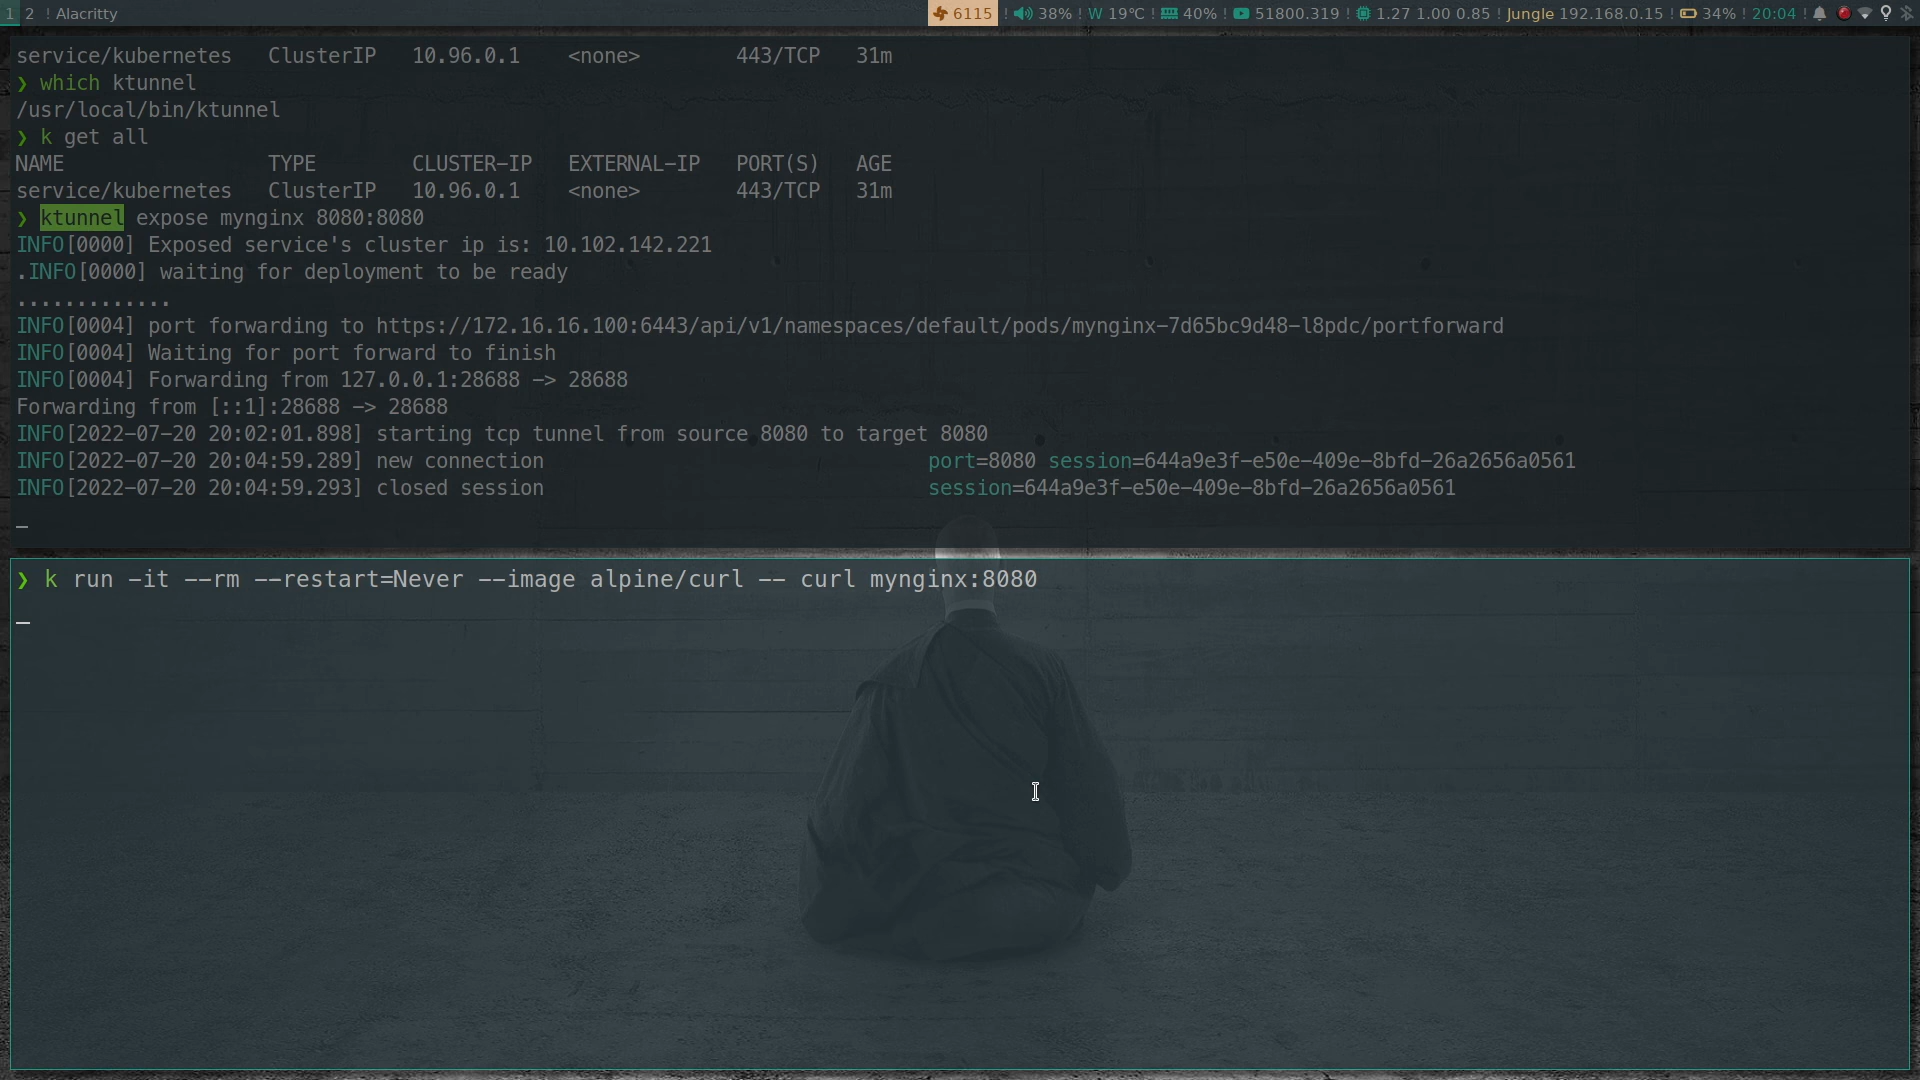 1 2 ! Alacritty 6115 ! 38% ! W 19℃ ! 40% ! 51800.319 ! 1.27 1.00 0.85 ! Jungle 192.168.0.15 ! 34% ! 20:04 !
service/kubernetes ClusterIP 10.96.0.1 <none> 443/TCP 31m
❯ which ktunnel
/usr/local/bin/ktunnel
❯ k get all
NAME TYPE CLUSTER-IP EXTERNAL-IP PORT(S) AGE
service/kubernetes ClusterIP 10.96.0.1 <none> 443/TCP 31m
❯ ktunnel expose mynginx 8080:8080
INFO[0000] Exposed service's cluster ip is: 10.102.142.221
.INFO[0000] waiting for deployment to be ready
.............
INFO[0004] port forwarding to https://172.16.16.100:6443/api/v1/namespaces/default/pods/mynginx-7d65bc9d48-l8pdc/portforward
INFO[0004] Waiting for port forward to finish
INFO[0004] Forwarding from 127.0.0.1:28688 -> 28688
Forwarding from [::1]:28688 -> 28688
INFO[2022-07-20 20:02:01.898] starting tcp tunnel from source 8080 to target 8080
INFO[2022-07-20 20:04:59.289] new connection port=8080 session=644a9e3f-e50e-409e-8bfd-26a2656a0561
INFO[2022-07-20 20:04:59.293] closed session session=644a9e3f-e50e-409e-8bfd-26a2656a0561
❯ k run -it --rm --restart=Never --image alpine/curl -- curl mynginx:8080